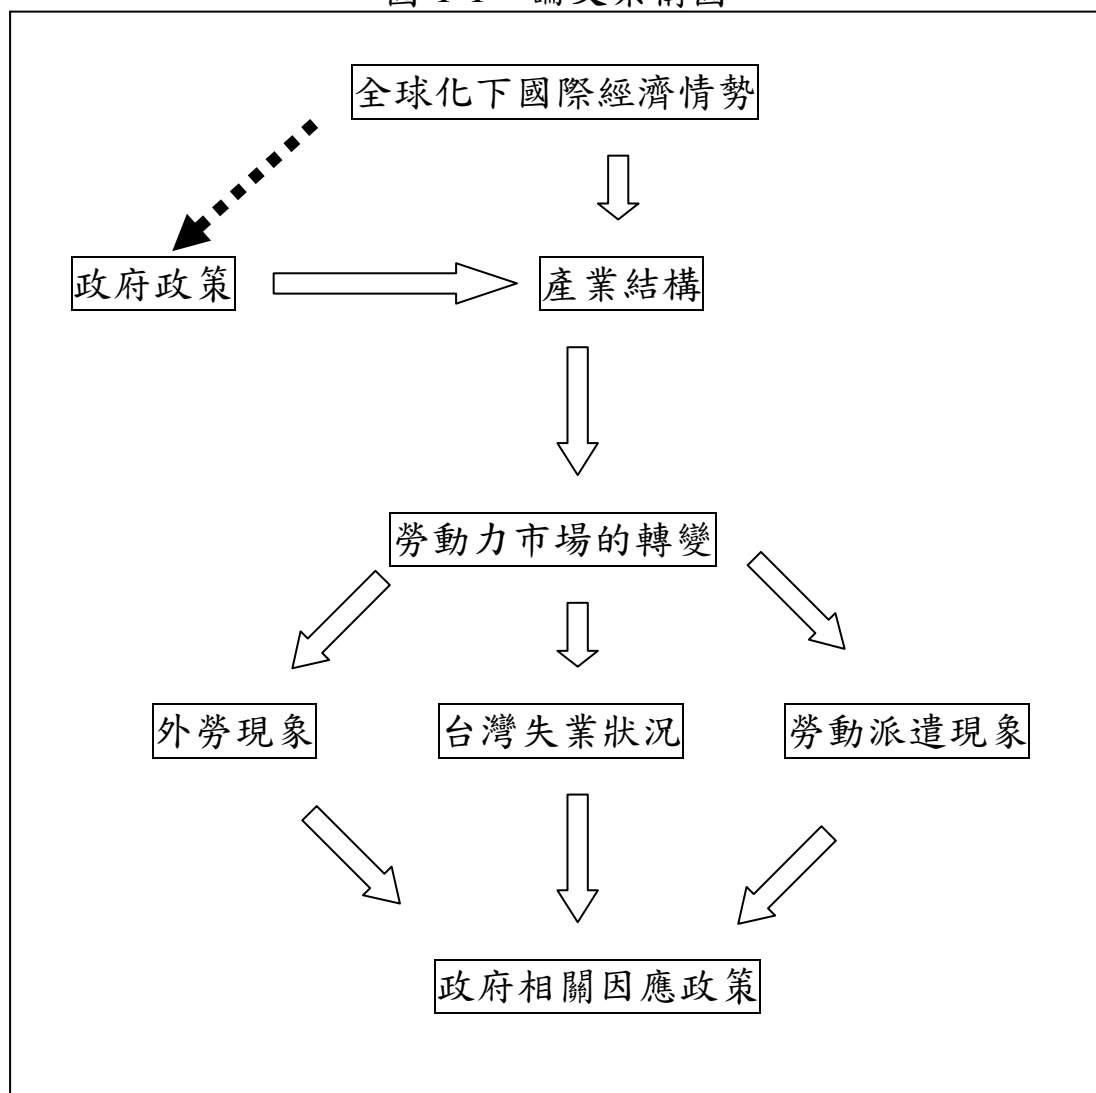 全球化下國際經濟情勢
政府政策
產業結構
勞動力市場的轉變
外勞現象
台灣失業狀況
勞動派遣現象
政府相關因應政策